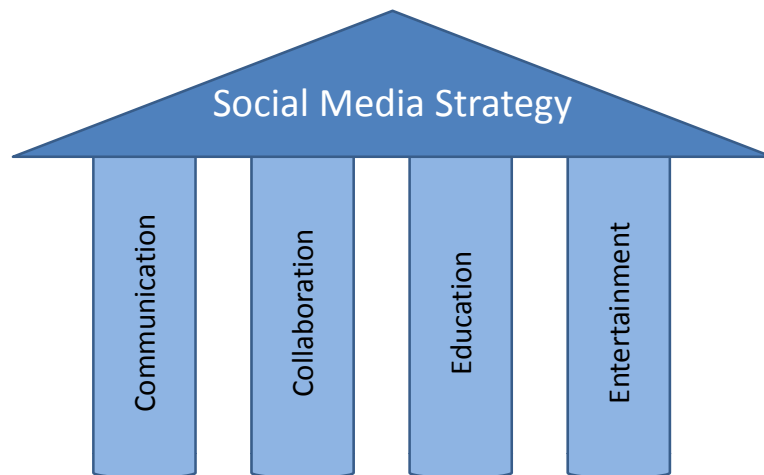 Social Media Strategy
Communication
Collaboration
Education
Entertainment